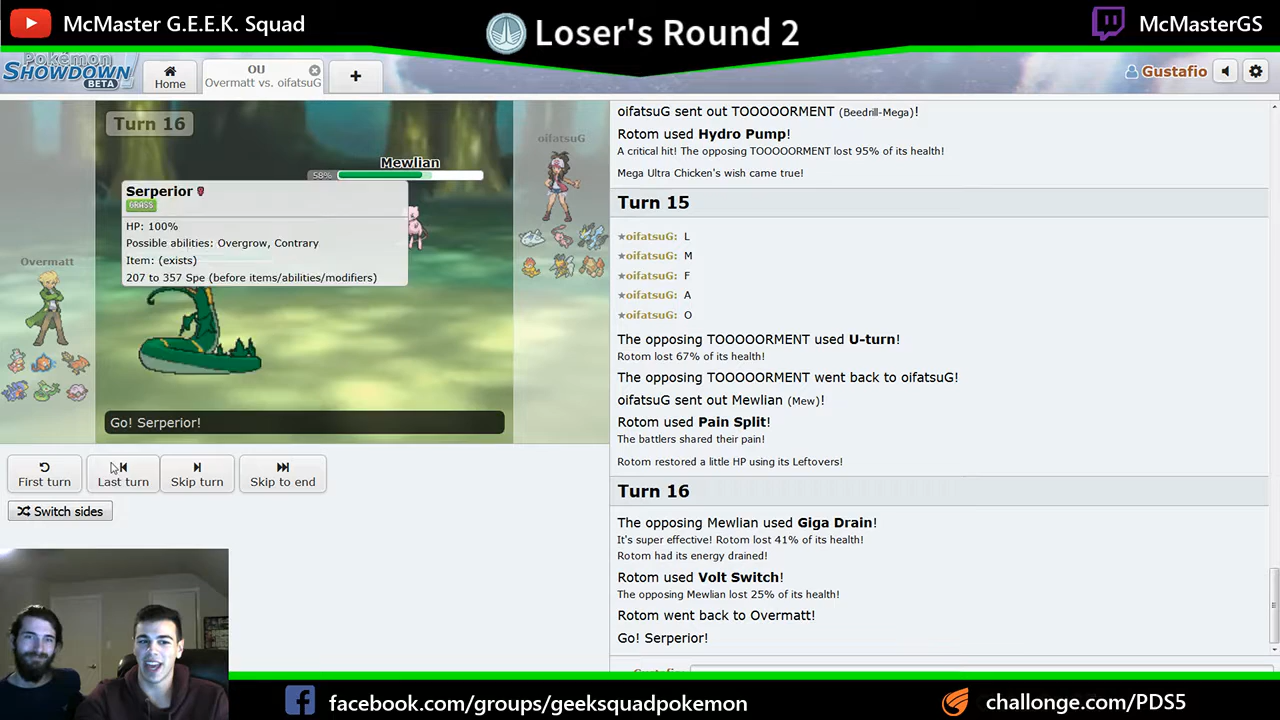 McMaster G.E.E.K. Squad
Loser's Round 2
McMasterGS
Pokémon
SHOWDOWN
BETA
Home
OU
Overmatt vs. oifatsuG
+
Gustafio
Turn 16
oifatsuG
Mewlian
58%
Serperior
GRASS
HP: 100%
Possible abilities: Overgrow, Contrary
Item: (exists)
207 to 357 Spe (before items/abilities/modifiers)
Overmatt
Go! Serperior!
First turn
Last turn
Skip turn
Skip to end
Switch sides
oifatsuG sent out TOOOOORMENT (Beedrill-Mega)!
Rotom used Hydro Pump!
A critical hit! The opposing TOOOOORMENT lost 95% of its health!
Mega Ultra Chicken's wish came true!
Turn 15
★oifatsuG: L
★oifatsuG: M
★oifatsuG: F
★oifatsuG: A
★oifatsuG: O
The opposing TOOOOORMENT used U-turn!
Rotom lost 67% of its health!
The opposing TOOOOORMENT went back to oifatsuG!
oifatsuG sent out Mewlian (Mew)!
Rotom used Pain Split!
The battlers shared their pain!
Rotom restored a little HP using its Leftovers!
Turn 16
The opposing Mewlian used Giga Drain!
It's super effective! Rotom lost 41% of its health!
Rotom had its energy drained!
Rotom used Volt Switch!
The opposing Mewlian lost 25% of its health!
Rotom went back to Overmatt!
Go! Serperior!
facebook.com/groups/geeksquadpokemon
challonge.com/PDS5